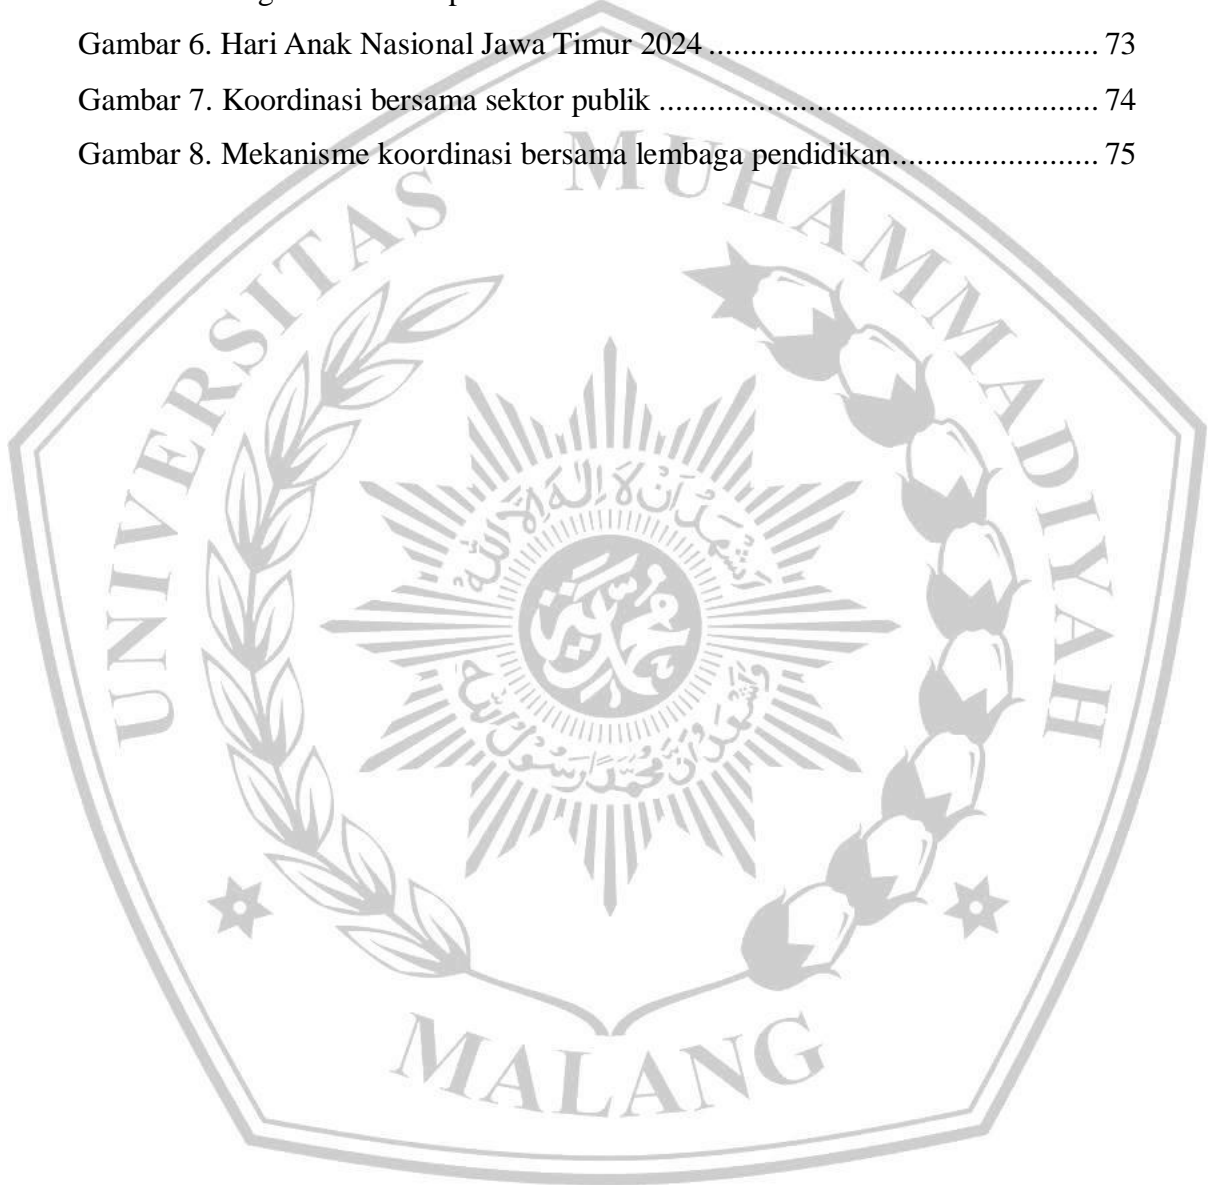 Gambar 6. Hari Anak Nasional Jawa Timur 2024 ................................................ 73
Gambar 7. Koordinasi bersama sektor publik ...................................................... 74
Gambar 8. Mekanisme koordinasi bersama lembaga pendidikan......................... 75
UNIVERSITAS MUHAMMADIYAH
MALANG